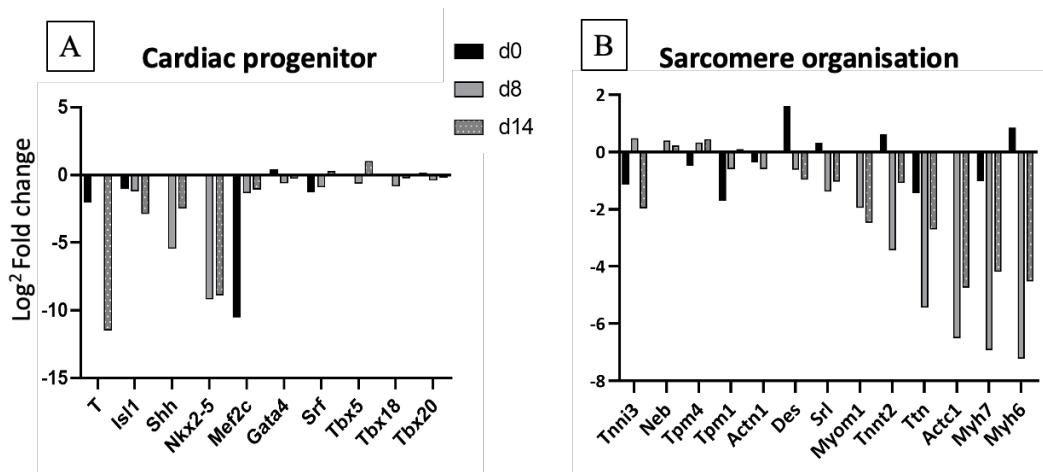 A
Cardiac progenitor
d0
d8
d14
Log2 Fold change
5
0
-5
-10
-15
T
Isl1
Shh
Nkx2-5
Mef2c
Gata4
Srf
Tbx5
Tbx18
Tbx20
B
Sarcomere organisation
2
0
-2
-4
-6
-8
Tnni3
Neb
Tpm4
Tpm1
Actn1
Des
Srl
Myom1
Tnnt2
Ttn
Actc1
Myh7
Myh6